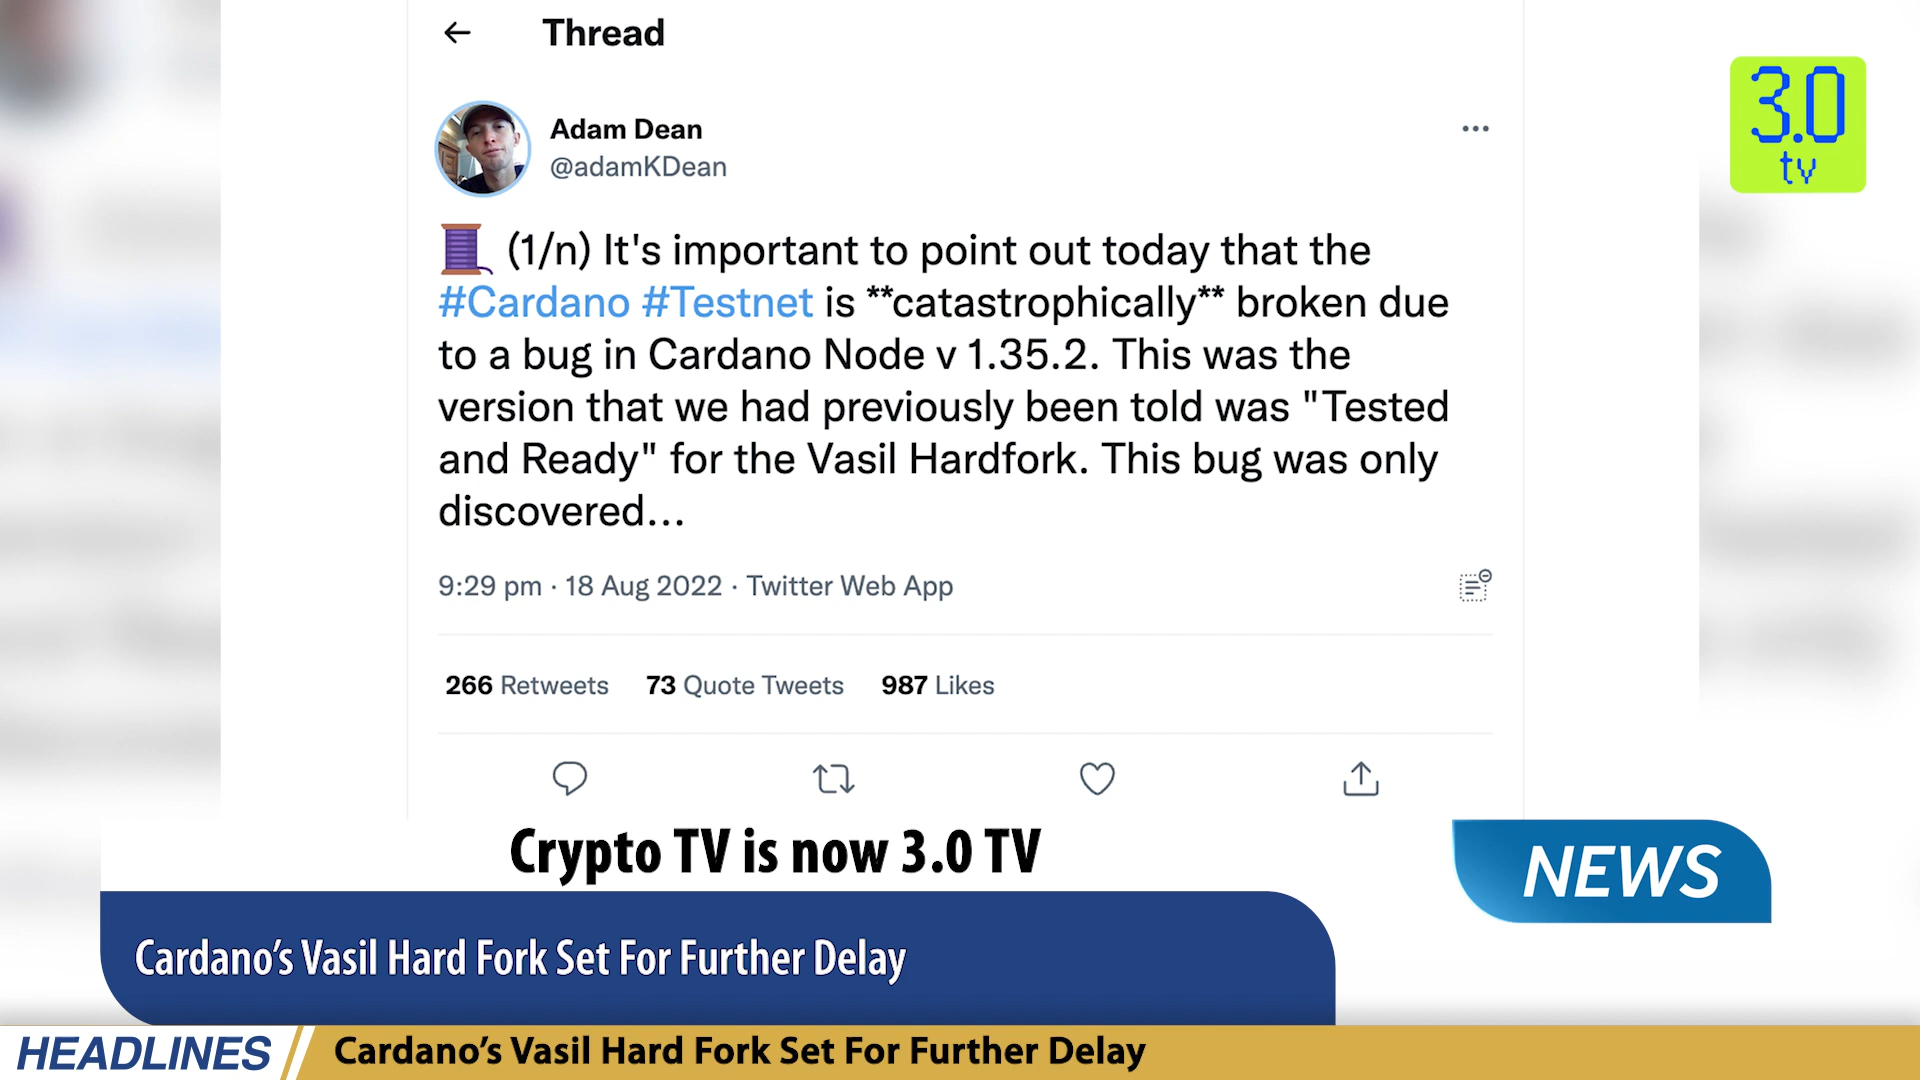 Thread
Adam Dean
@adamKDean
(1/n) It's important to point out today that the
#Cardano #Testnet is **catastrophically** broken due
to a bug in Cardano Node v 1.35.2. This was the
version that we had previously been told was "Tested
and Ready" for the Vasil Hardfork. This bug was only
discovered...
9:29 pm · 18 Aug 2022 · Twitter Web App
266 Retweets 73 Quote Tweets 987 Likes
3.0
tv
Crypto TV is now 3.0 TV
NEWS
Cardano’s Vasil Hard Fork Set For Further Delay
HEADLINES
Cardano’s Vasil Hard Fork Set For Further Delay